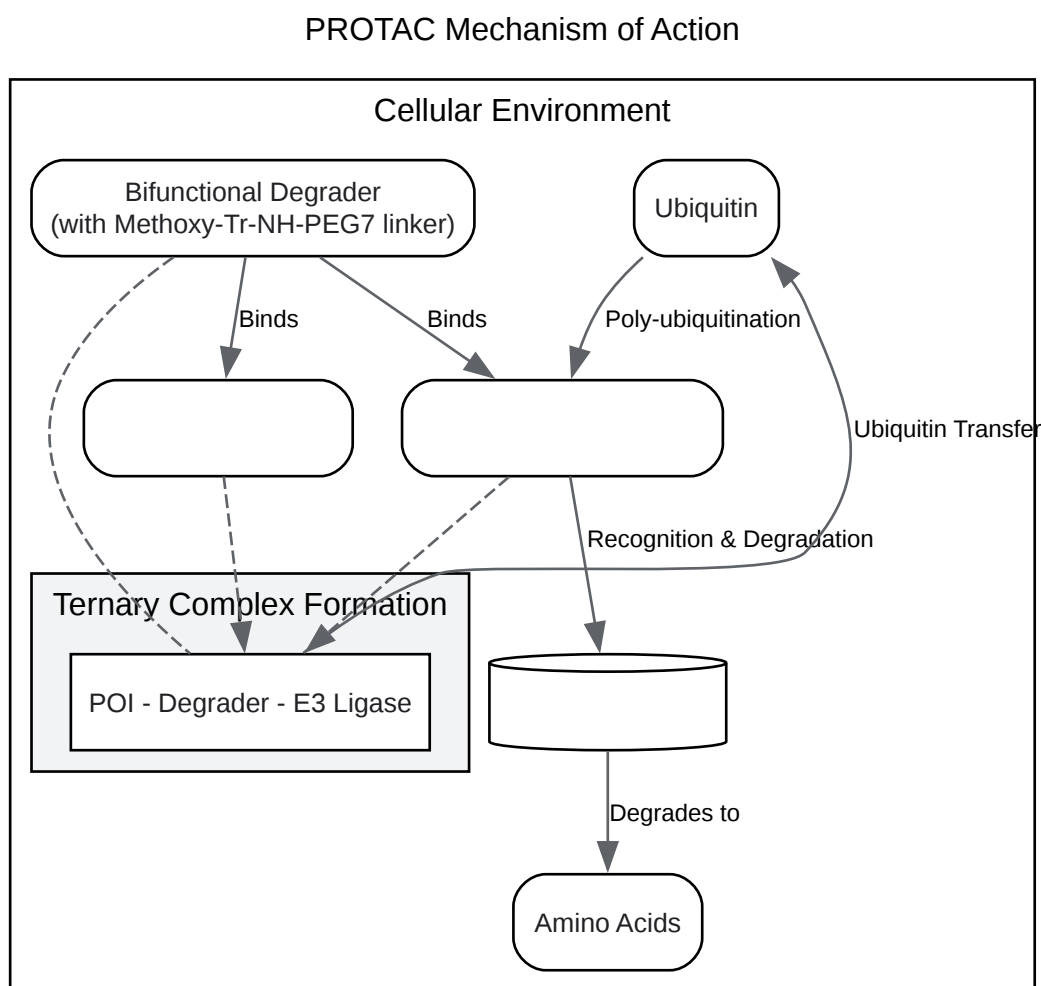 PROTAC Mechanism of Action
Cellular Environment
Bifunctional Degrader
(with Methoxy-Tr-NH-PEG7 linker)
Ubiquitin
Binds
Binds
Poly-ubiquitination
Ubiquitin Transfer
Recognition & Degradation
Ternary Complex Formation
POI - Degrader - E3 Ligase
Degrades to
Amino Acids